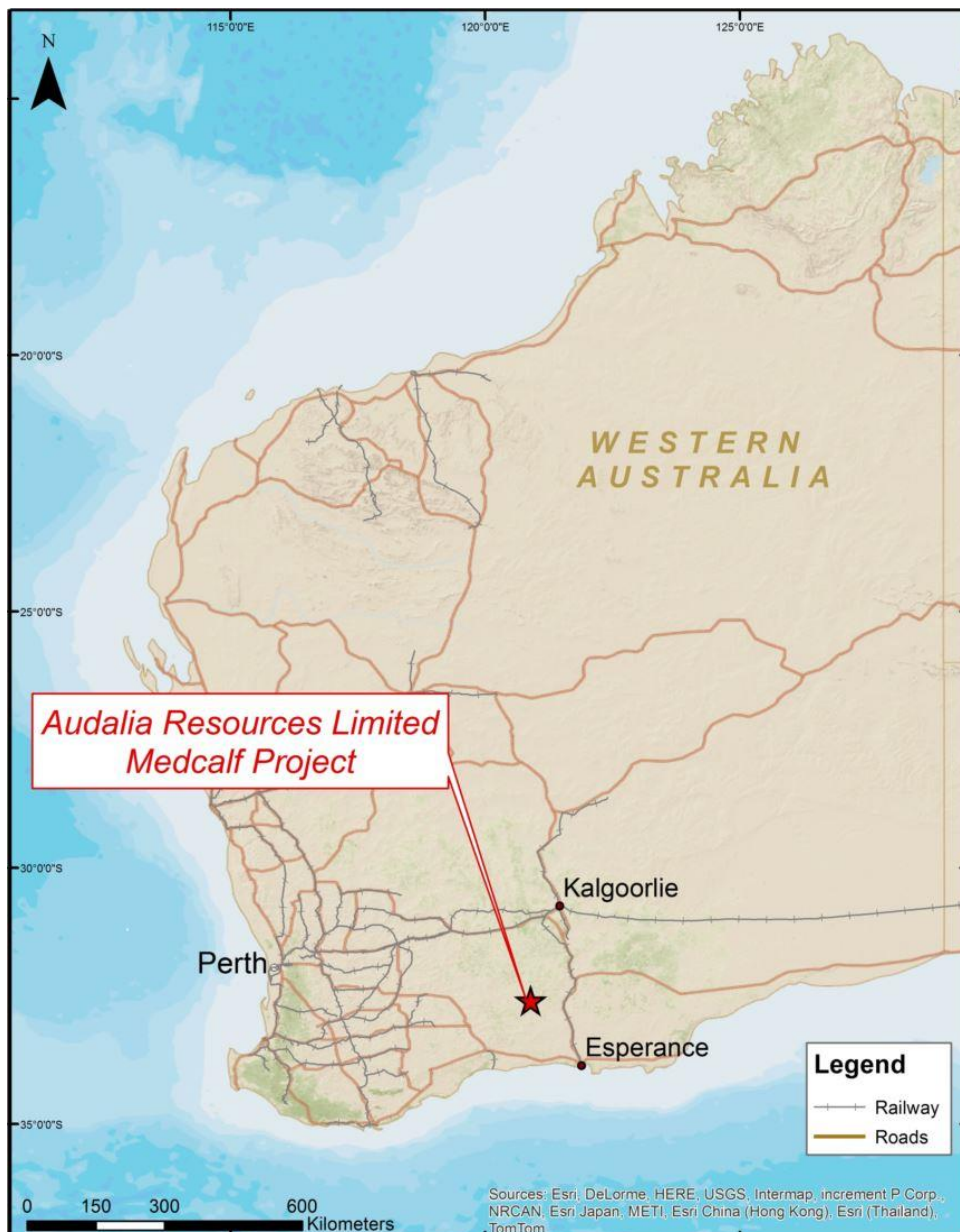 115°0'0"E
120°0'0"E
125°0'0"E
N
20°0'0"S
WESTERN
AUSTRALIA
25°0'0"S
Audalia Resources Limited
Medcalf Project
30°0'0"S
Kalgoorlie
Perth
Esperance
Legend
Railway
Roads
35°0'0"S
0 150 300 600
Kilometers
Sources: Esri, DeLorme, HERE, USGS, Intermap, increment P Corp.,
NRCAN, Esri Japan, METI, Esri China (Hong Kong), Esri (Thailand),
TomTom